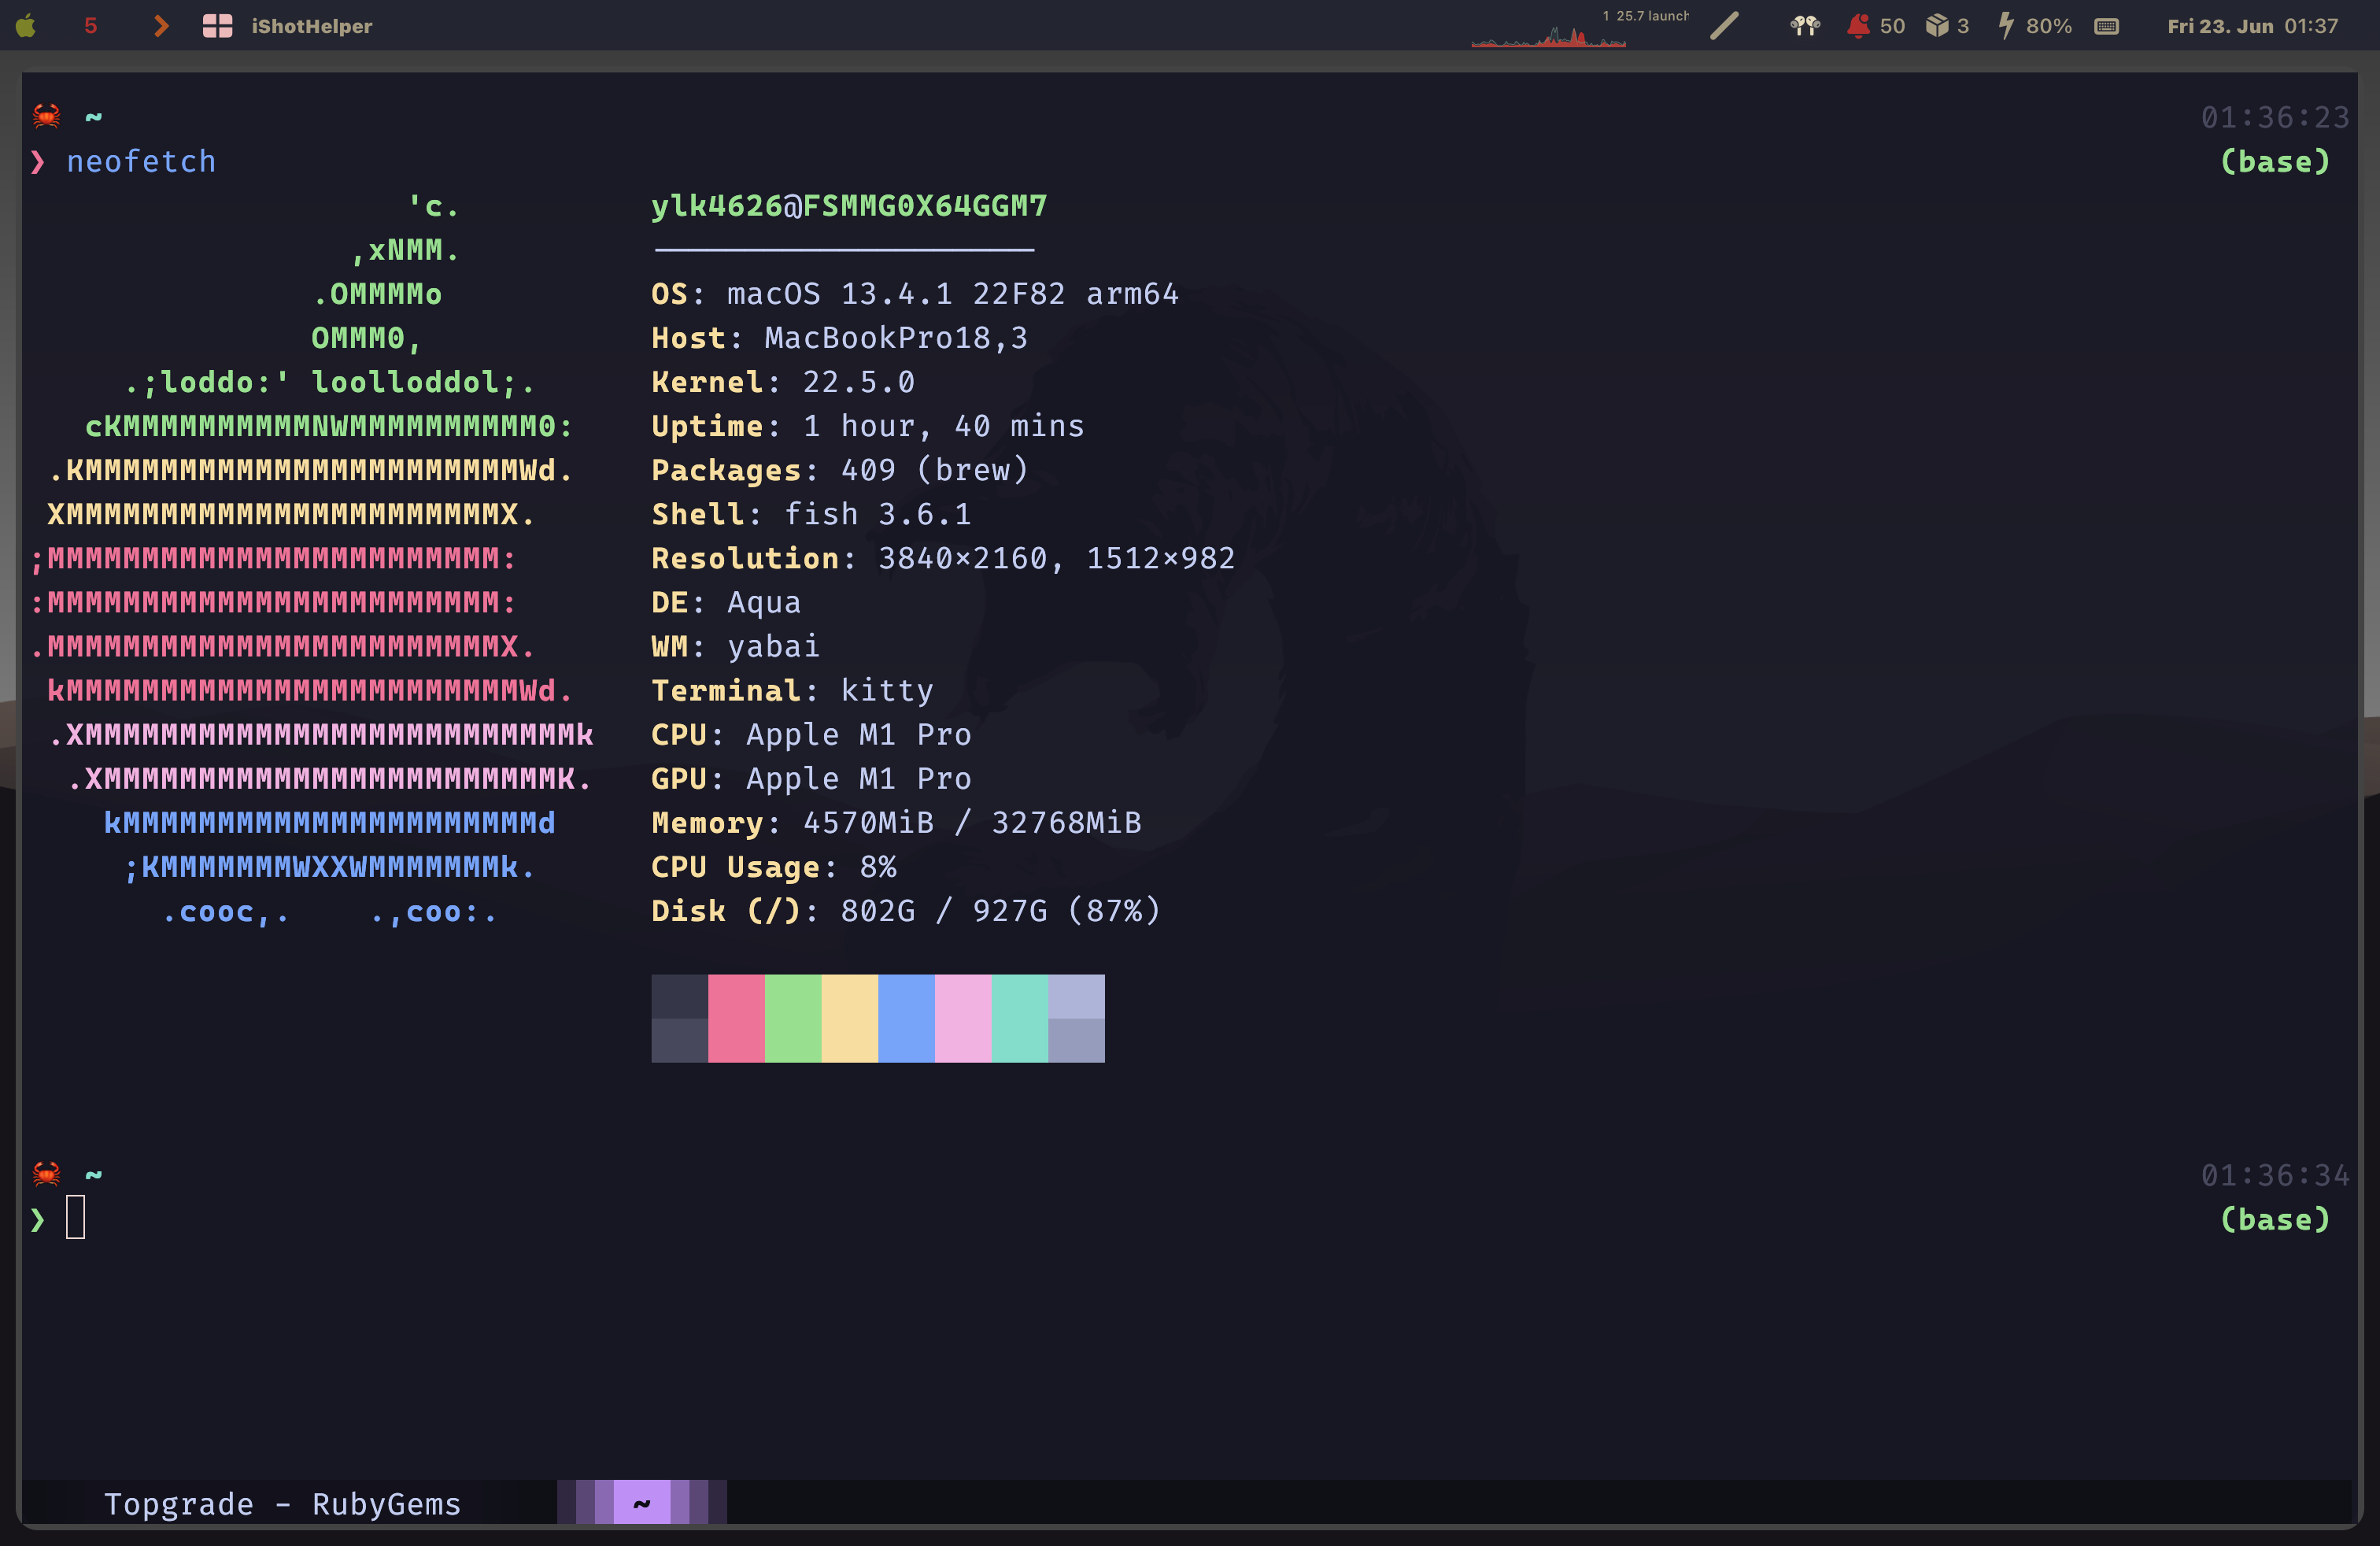 5 iShotHelper 1 25.7 launch 50 3 80% Fri 23. Jun 01:37
~ 01:36:23
❯ neofetch (base)
'c. ylk4626@FSMMG0X64GGM7
,xNMM. ---------------------
.OMMMMo OS: macOS 13.4.1 22F82 arm64
OMMM0, Host: MacBookPro18,3
.;loddo:' loolloddol;. Kernel: 22.5.0
cKMMMMMMMMMMNWMMMMMMMMMM0: Uptime: 1 hour, 40 mins
.KMMMMMMMMMMMMMMMMMMMMMMMWd. Packages: 409 (brew)
XMMMMMMMMMMMMMMMMMMMMMMMX. Shell: fish 3.6.1
;MMMMMMMMMMMMMMMMMMMMMMMM: Resolution: 3840×2160, 1512×982
:MMMMMMMMMMMMMMMMMMMMMMMM: DE: Aqua
.MMMMMMMMMMMMMMMMMMMMMMMMX. WM: yabai
kMMMMMMMMMMMMMMMMMMMMMMMMWd. Terminal: kitty
.XMMMMMMMMMMMMMMMMMMMMMMMMMMk CPU: Apple M1 Pro
.XMMMMMMMMMMMMMMMMMMMMMMMMK. GPU: Apple M1 Pro
kMMMMMMMMMMMMMMMMMMMMMMd Memory: 4570MiB / 32768MiB
;KMMMMMMMWXXWMMMMMMMk. CPU Usage: 8%
.cooc,. .,coo:. Disk (/): 802G / 927G (87%)
~ 01:36:34
❯ (base)
Topgrade - RubyGems ~